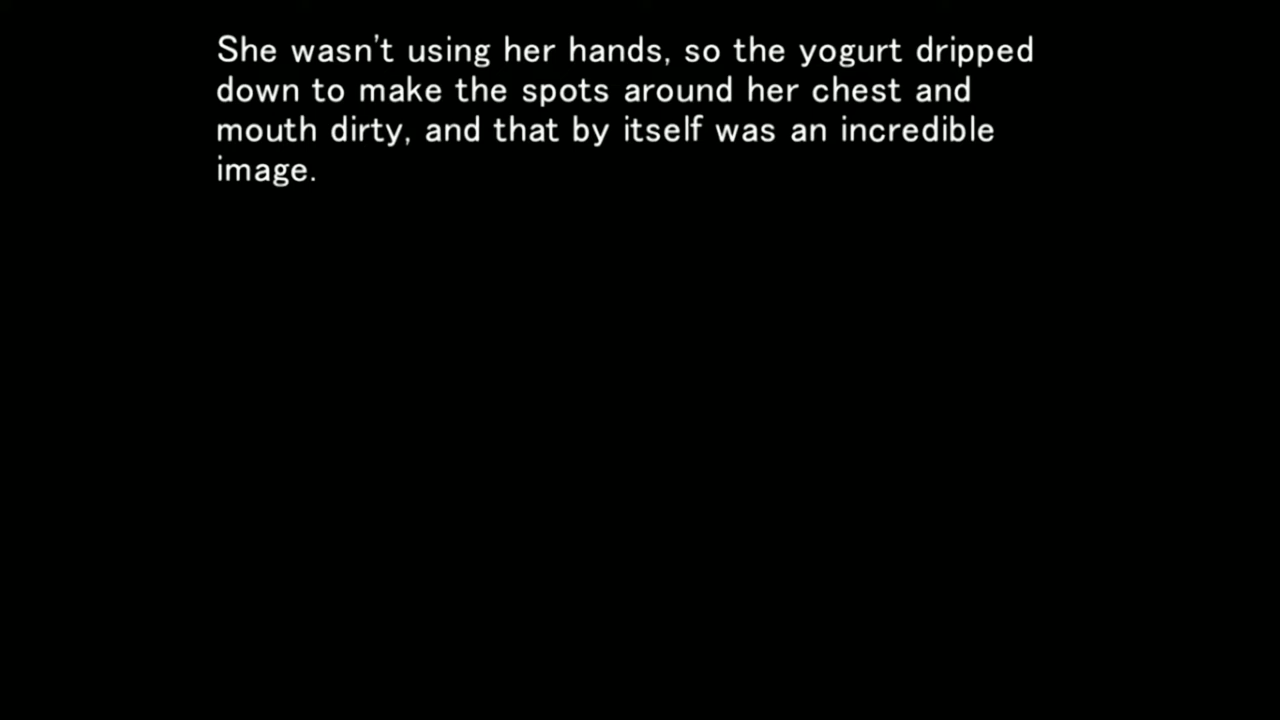 She wasn't using her hands, so the yogurt dripped
down to make the spots around her chest and
mouth dirty, and that by itself was an incredible
image.